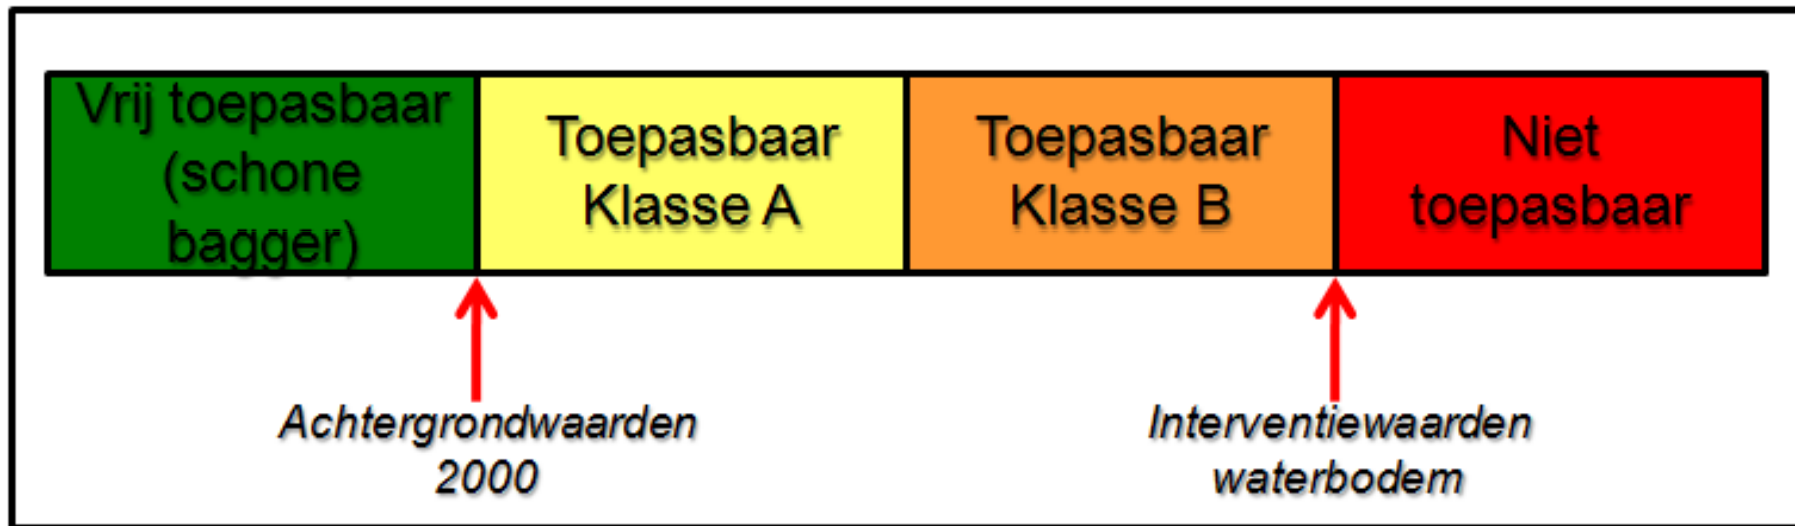 Vrij toepasbaar
(schone
bagger)
Toepasbaar
Klasse A
Toepasbaar
Klasse B
Niet
toepasbaar
Achtergrondwaarden
2000
Interventiewaarden
waterbodem